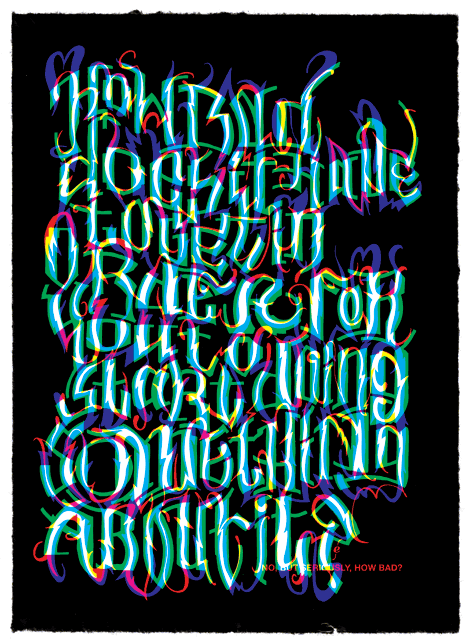 How Bad
does it have
to get in
ORdeR foR
you to
start doing
something
about it?
NO, BUT SERIOUSLY, HOW BAD?